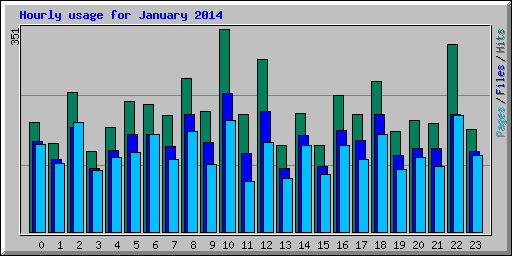 Hourly usage for January 2014
351
Pages/Files/Hits
0 1 2 3 4 5 6 7 8 9 10 11 12 13 14 15 16 17 18 19 20 21 22 23